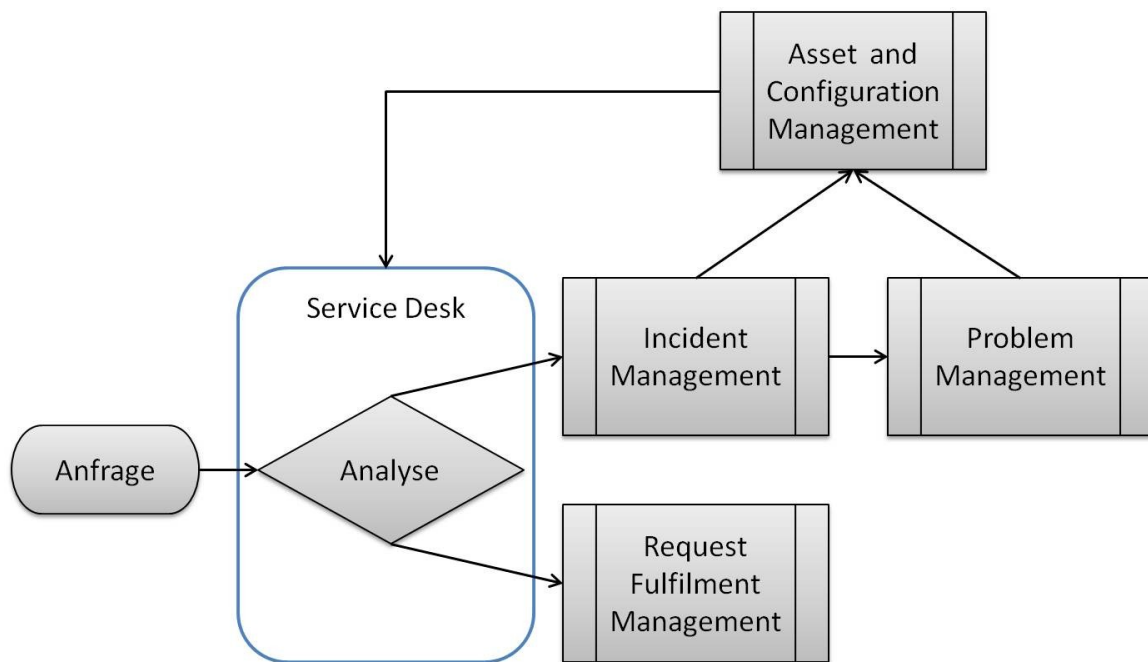 Asset and
Configuration
Management
Service Desk
Incident
Management
Problem
Management
Anfrage
Analyse
Request
Fulfilment
Management